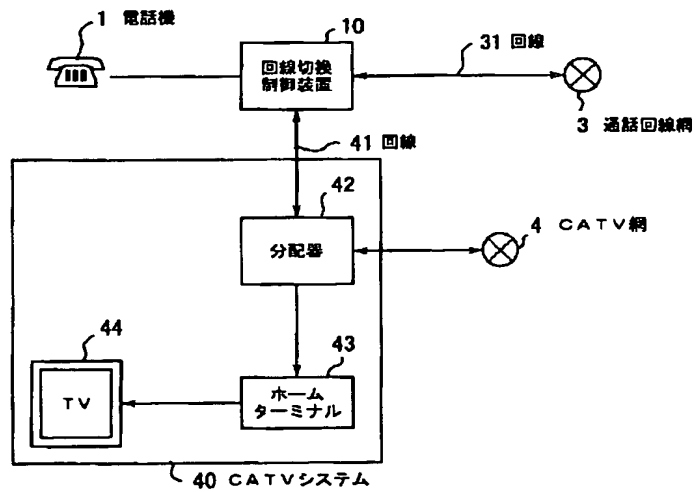 1 電話機
10
回線切換
制御装置
31 回線
3 通話回線網
41 回線
42
分配器
4 CATV網
44
TV
43
ホーム
ターミナル
40 CATVシステム